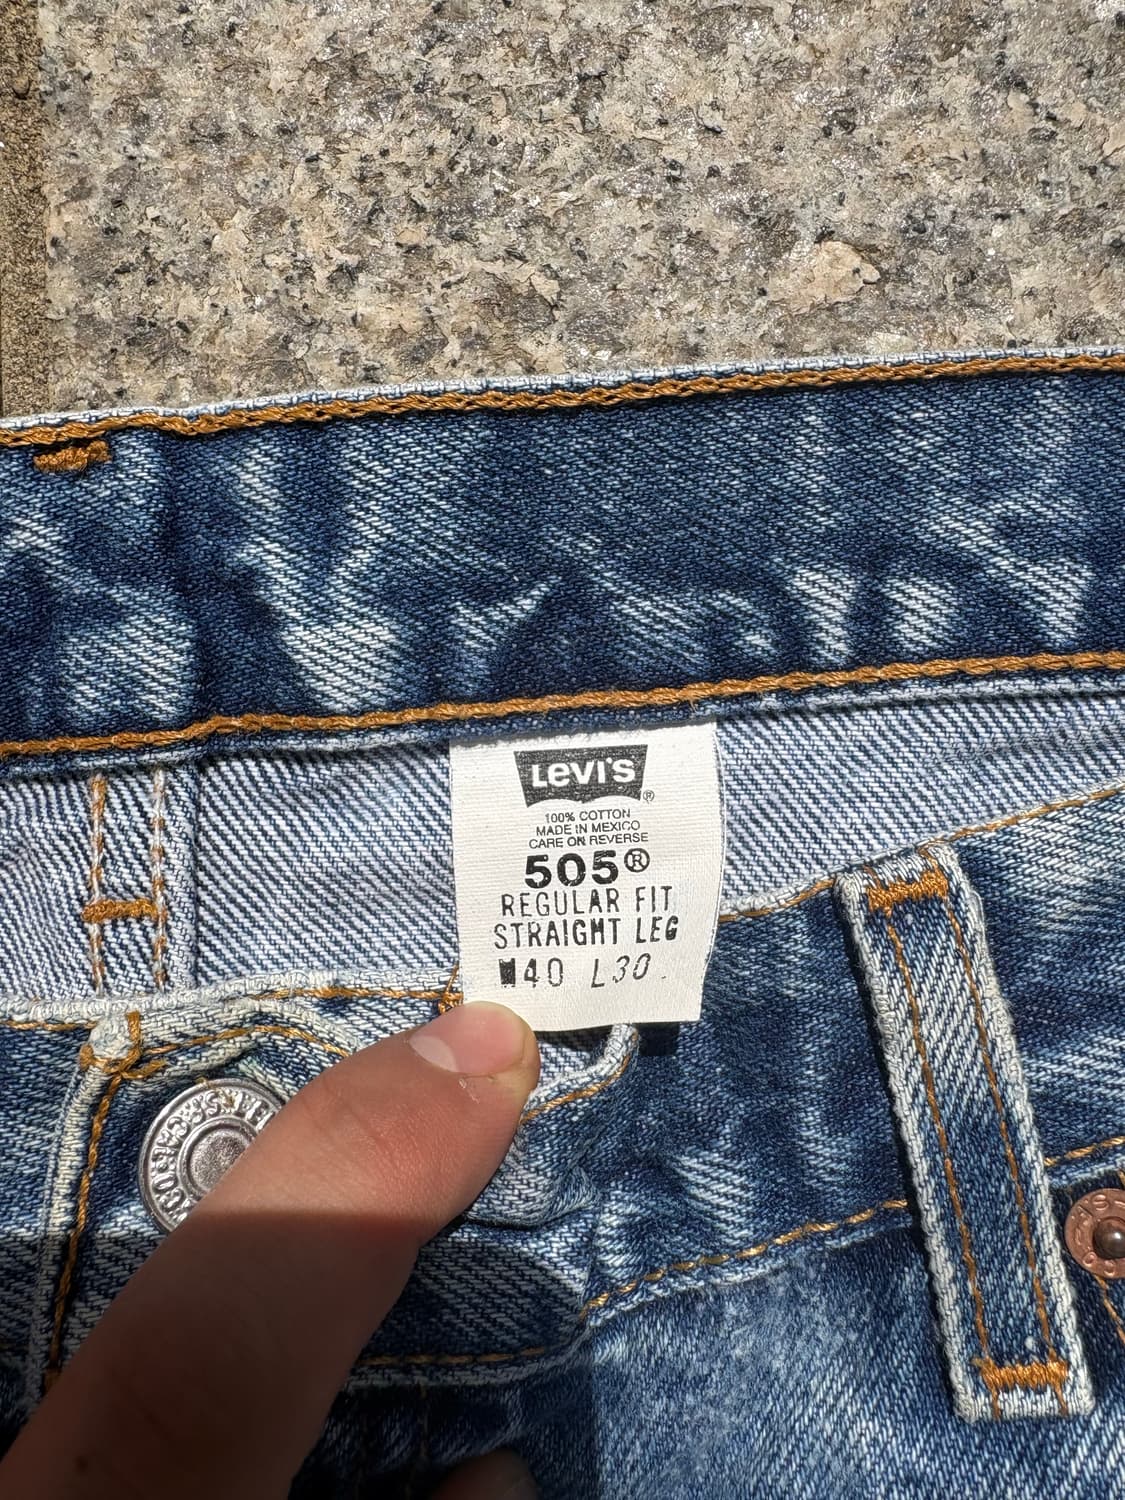 LEVI'S
®
100% COTTON
MADE IN MEXICO
CARE ON REVERSE
505®
REGULAR FIT
STRAIGHT LEG
W40 L30